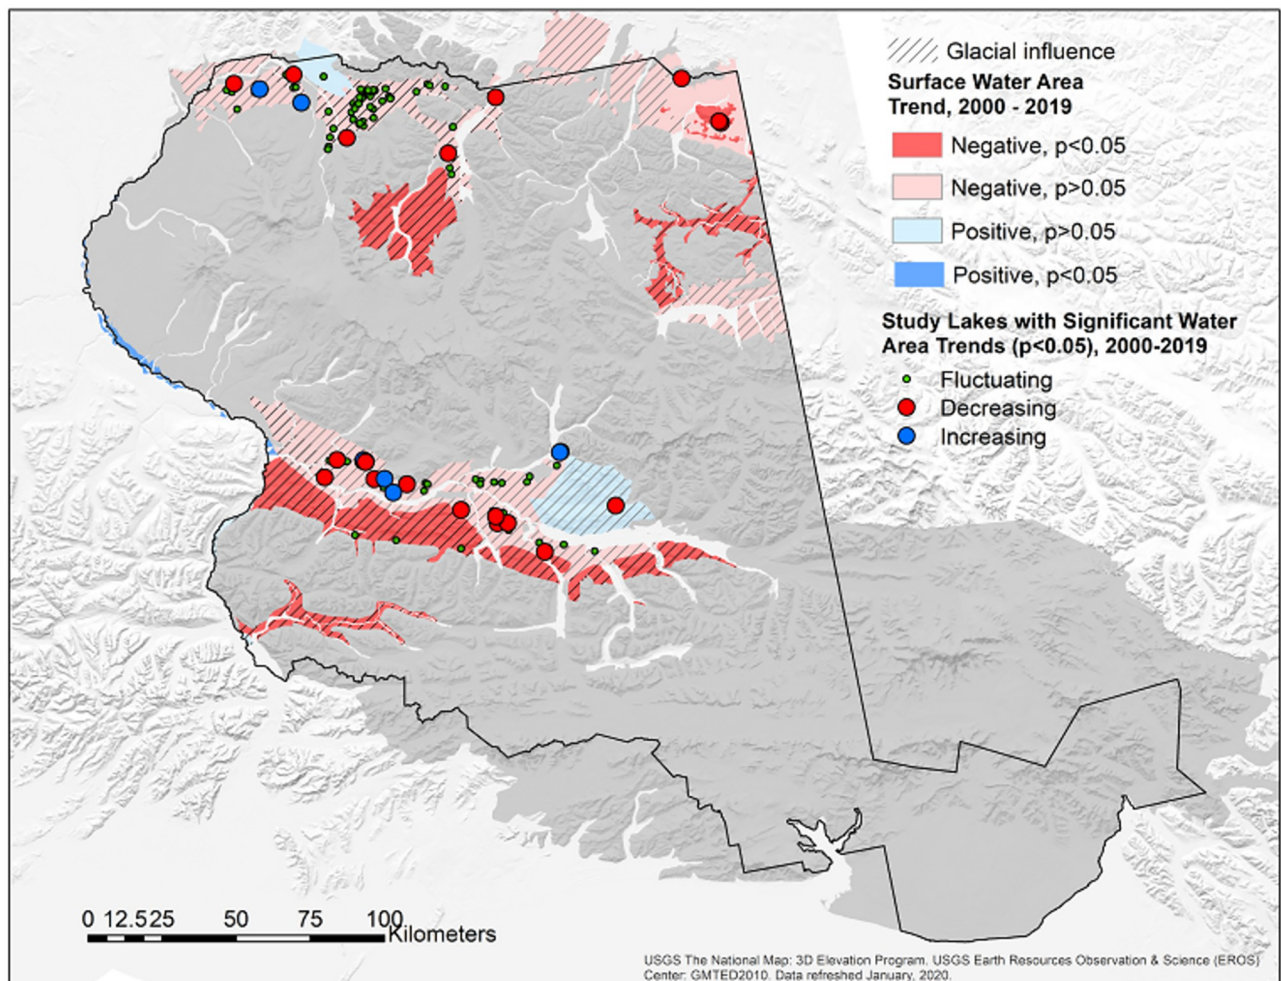 Glacial influence
Surface Water Area
Trend, 2000 - 2019
Negative, p<0.05
Negative, p>0.05
Positive, p>0.05
Positive, p<0.05
Study Lakes with Significant Water
Area Trends (p<0.05), 2000-2019
Fluctuating
Decreasing
Increasing
0 12.525 50 75 100
Kilometers
USGS The National Map: 3D Elevation Program. USGS Earth Resources Observation & Science (EROS)
Center: GMTED2010. Data refreshed January, 2020.